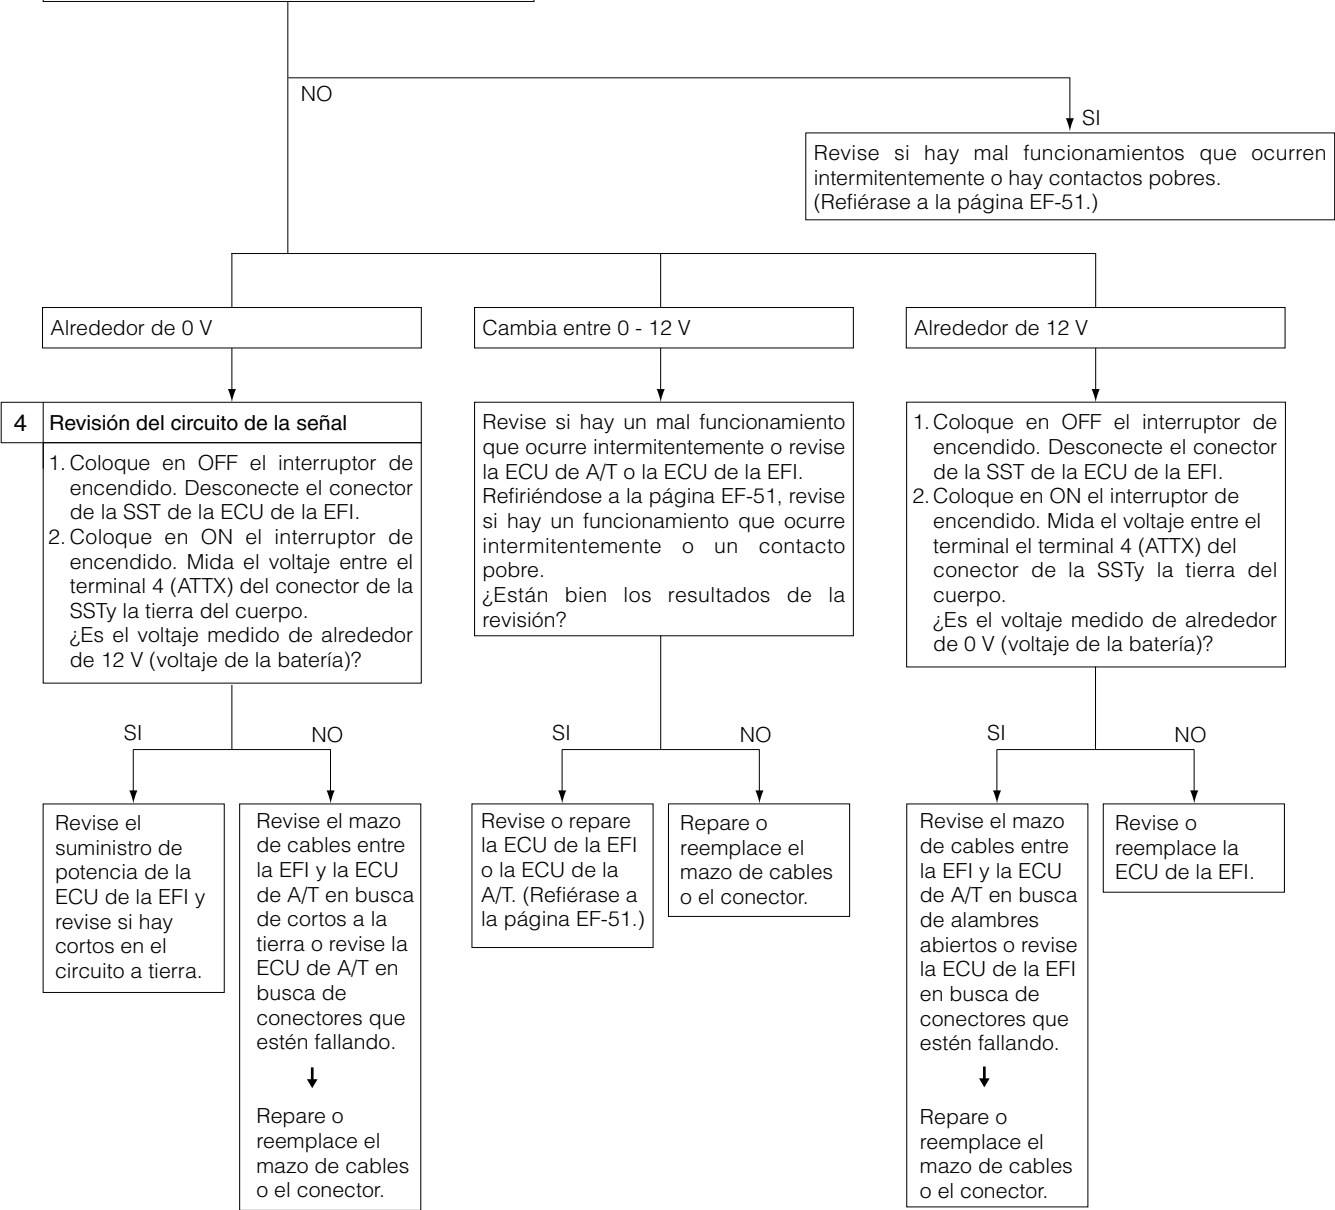 NO
SI
Revise si hay mal funcionamientos que ocurren
intermitentemente o hay contactos pobres.
(Refiérase a la página EF-51.)
Alrededor de 0 V
Cambia entre 0 - 12 V
Alrededor de 12 V
4 Revisión del circuito de la señal
1. Coloque en OFF el interruptor de
encendido. Desconecte el conector
de la SST de la ECU de la EFI.
2. Coloque en ON el interruptor de
encendido. Mida el voltaje entre el
terminal 4 (ATTX) del conector de la
SSTy la tierra del cuerpo.
¿Es el voltaje medido de alrededor
de 12 V (voltaje de la batería)?
Revise si hay un mal funcionamiento
que ocurre intermitentemente o revise
la ECU de A/T o la ECU de la EFI.
Refiriéndose a la página EF-51, revise
si hay un funcionamiento que ocurre
intermitentemente o un contacto
pobre.
¿Están bien los resultados de la
revisión?
1. Coloque en OFF el interruptor de
encendido. Desconecte el conector
de la SST de la ECU de la EFI.
2. Coloque en ON el interruptor de
encendido. Mida el voltaje entre el
terminal el terminal 4 (ATTX) del
conector de la SSTy la tierra del
cuerpo.
¿Es el voltaje medido de alrededor
de 0 V (voltaje de la batería)?
SI
NO
SI
NO
SI
NO
Revise el
suministro de
potencia de la
ECU de la EFI y
revise si hay
cortos en el
circuito a tierra.
Revise el mazo
de cables entre
la EFI y la ECU
de A/T en busca
de cortos a la
tierra o revise la
ECU de A/T en
busca de
conectores que
estén fallando.
Repare o
reemplace el
mazo de cables
o el conector.
Revise o repare
la ECU de la EFI
o la ECU de la
A/T. (Refiérase a
la página EF-51.)
Repare o
reemplace el
mazo de cables
o el conector.
Revise el mazo
de cables entre
la EFI y la ECU
de A/T en busca
de alambres
abiertos o revise
la ECU de la EFI
en busca de
conectores que
estén fallando.
Repare o
reemplace el
mazo de cables
o el conector.
Revise o
reemplace la
ECU de la EFI.